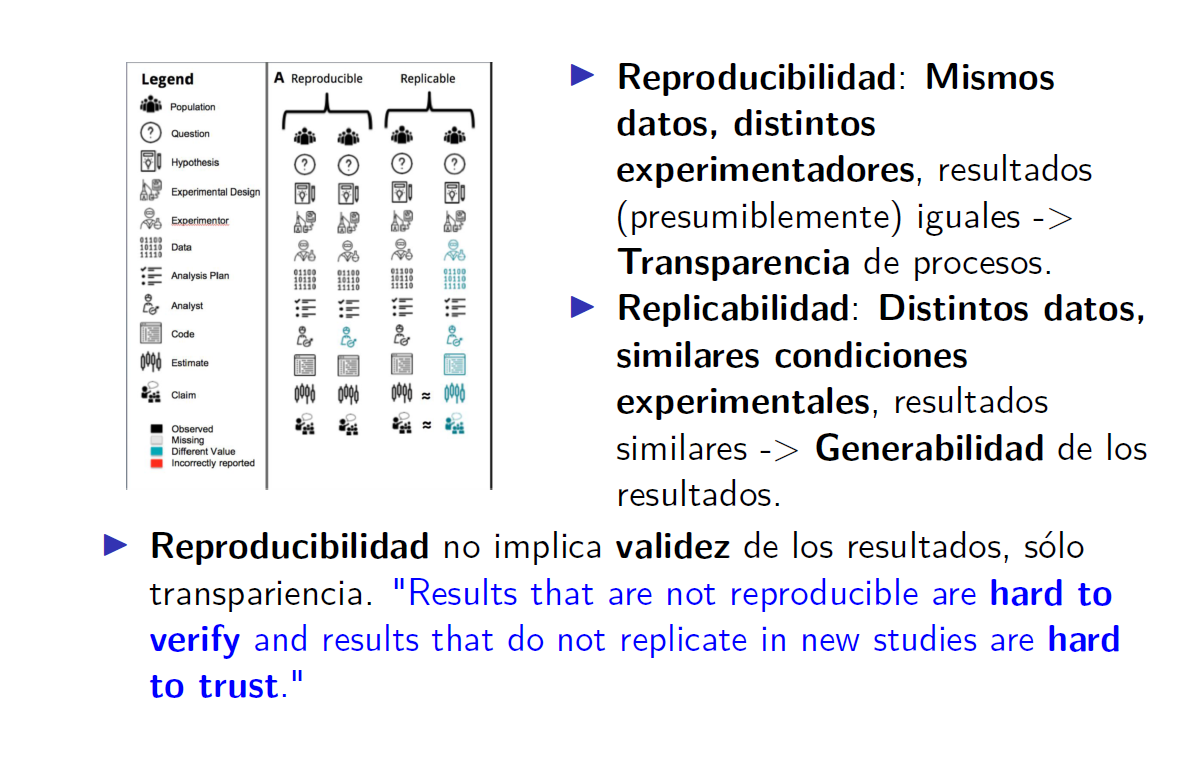 Legend
Population
Question
Hypothesis
Experimental Design
Experimentor
Data
Analysis Plan
Analyst
Code
Estimate
Claim
Observed
Missing
Different Value
Incorrectly reported
A Reproducible Replicable
? ? ? ?
01100 01100 01100 01100
10110 10110 10110 10110
11110 11110 11110 11110
≈
≈
▶ Reproducibilidad: Mismos
datos, distintos
experimentadores, resultados
(presumiblemente) iguales ->
Transparencia de procesos.
▶ Replicabilidad: Distintos datos,
similares condiciones
experimentales, resultados
similares -> Generabilidad de los
resultados.
▶ Reproducibilidad no implica validez de los resultados, sólo
transpariencia. "Results that are not reproducible are hard to
verify and results that do not replicate in new studies are hard
to trust."